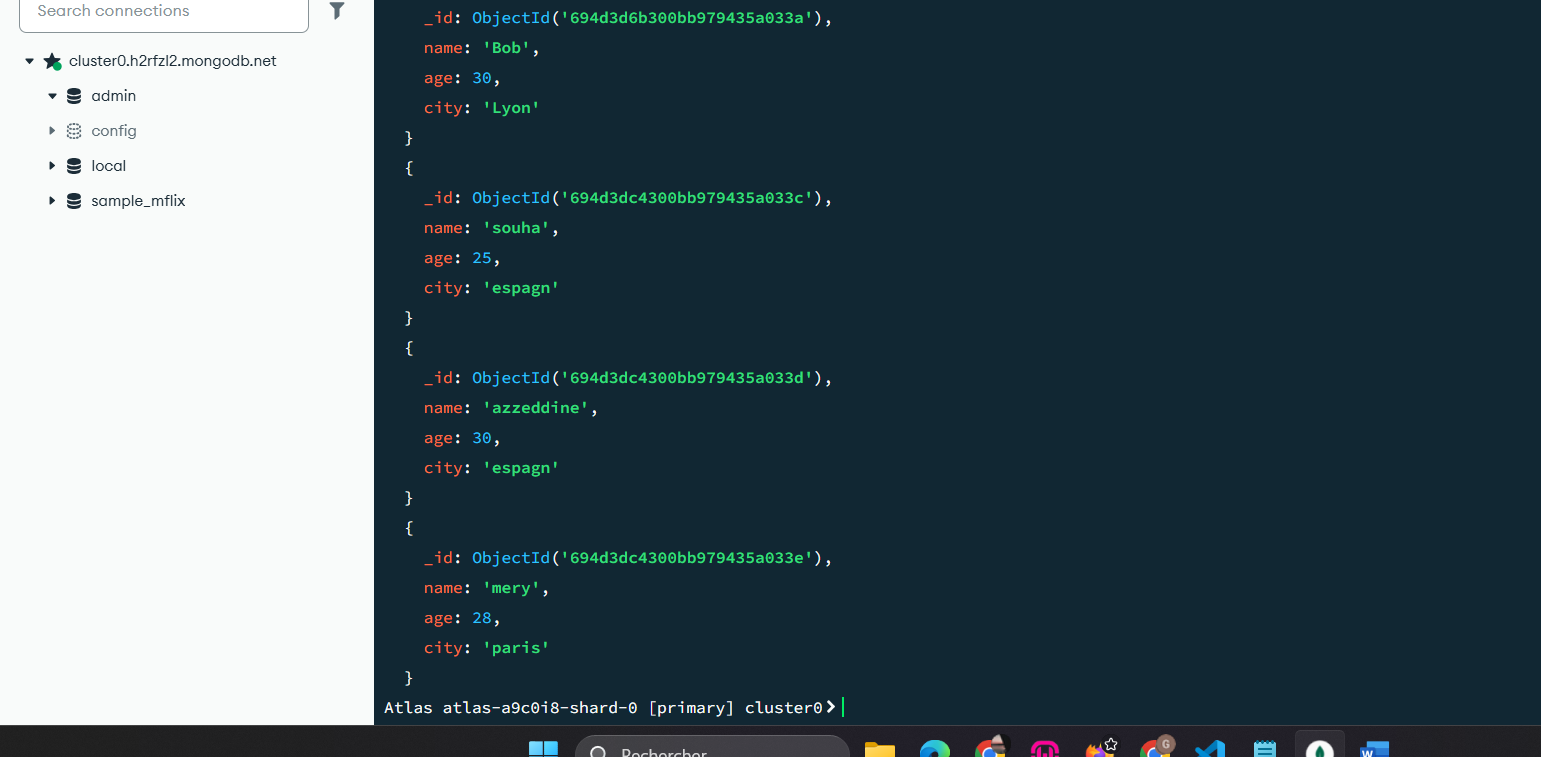 Search connections
cluster0.h2rfzl2.mongodb.net
admin
config
local
sample_mflix
_id: ObjectId('694d3d6b300bb979435a033a'),
name: 'Bob',
age: 30,
city: 'Lyon'
}
{
_id: ObjectId('694d3dc4300bb979435a033c'),
name: 'souha',
age: 25,
city: 'espagn'
}
{
_id: ObjectId('694d3dc4300bb979435a033d'),
name: 'azzeddine',
age: 30,
city: 'espagn'
}
{
_id: ObjectId('694d3dc4300bb979435a033e'),
name: 'mery',
age: 28,
city: 'paris'
}
Atlas atlas-a9c0i8-shard-0 [primary] cluster0>
Rechercher
G
W